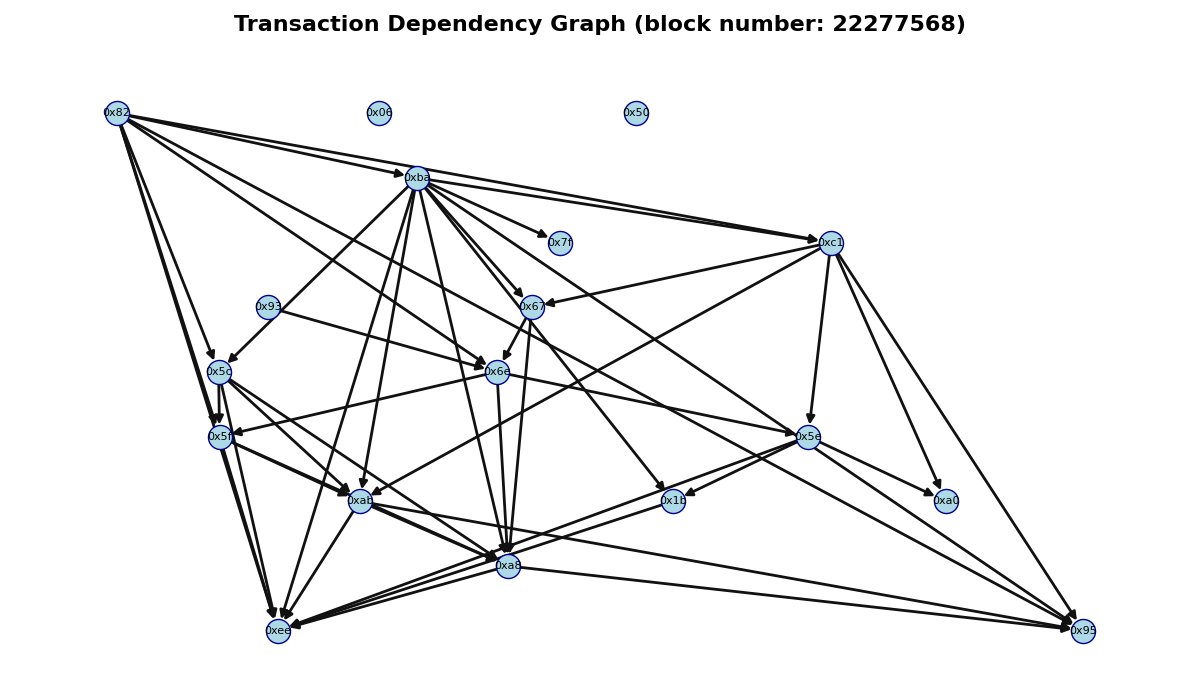 Transaction Dependency Graph (block number: 22277568)
0x82
0x06
0x50
0xba
0x7f
0xc1
0x93
0x67
0x5c
0x6e
0x5f
0x5e
0xab
0x1b
0xa0
0xa8
0xee
0x95